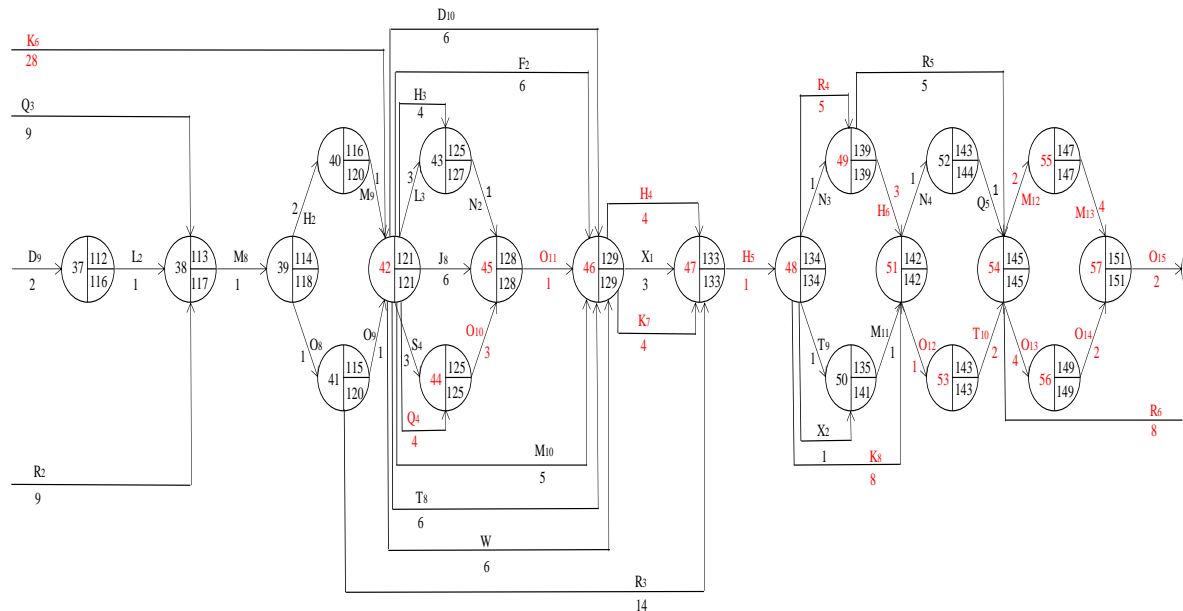 D10
6
K6
28
F2
6
R5
5
R4
5
H3
4
Q3
9
40 116 120
43 125 127
49 139 139
52 143 144
55 147 147
1
M9
2
H2
3
L3
1
N2
H4
4
1
N3
3
H6
1
N4
Q5
1
2
M12
M13
4
D9
2
37 112 116
L2
1
38 113 117
M8
1
39 114 118
42 121 121
J8
6
45 128 128
O11
1
46 129 129
X1
3
47 133 133
H5
1
48 134 134
51 142 142
54 145 145
57 151 151
O15
2
K7
4
O8
1
O9
1
S4
3
O10
3
T9
1
M11
1
O12
1
T10
2
O13
4
O14
2
41 115 120
44 125 125
50 135 141
53 143 143
56 149 149
Q4
4
X2
1
R6
8
M10
5
K8
8
R2
9
T8
6
W
6
R3
14